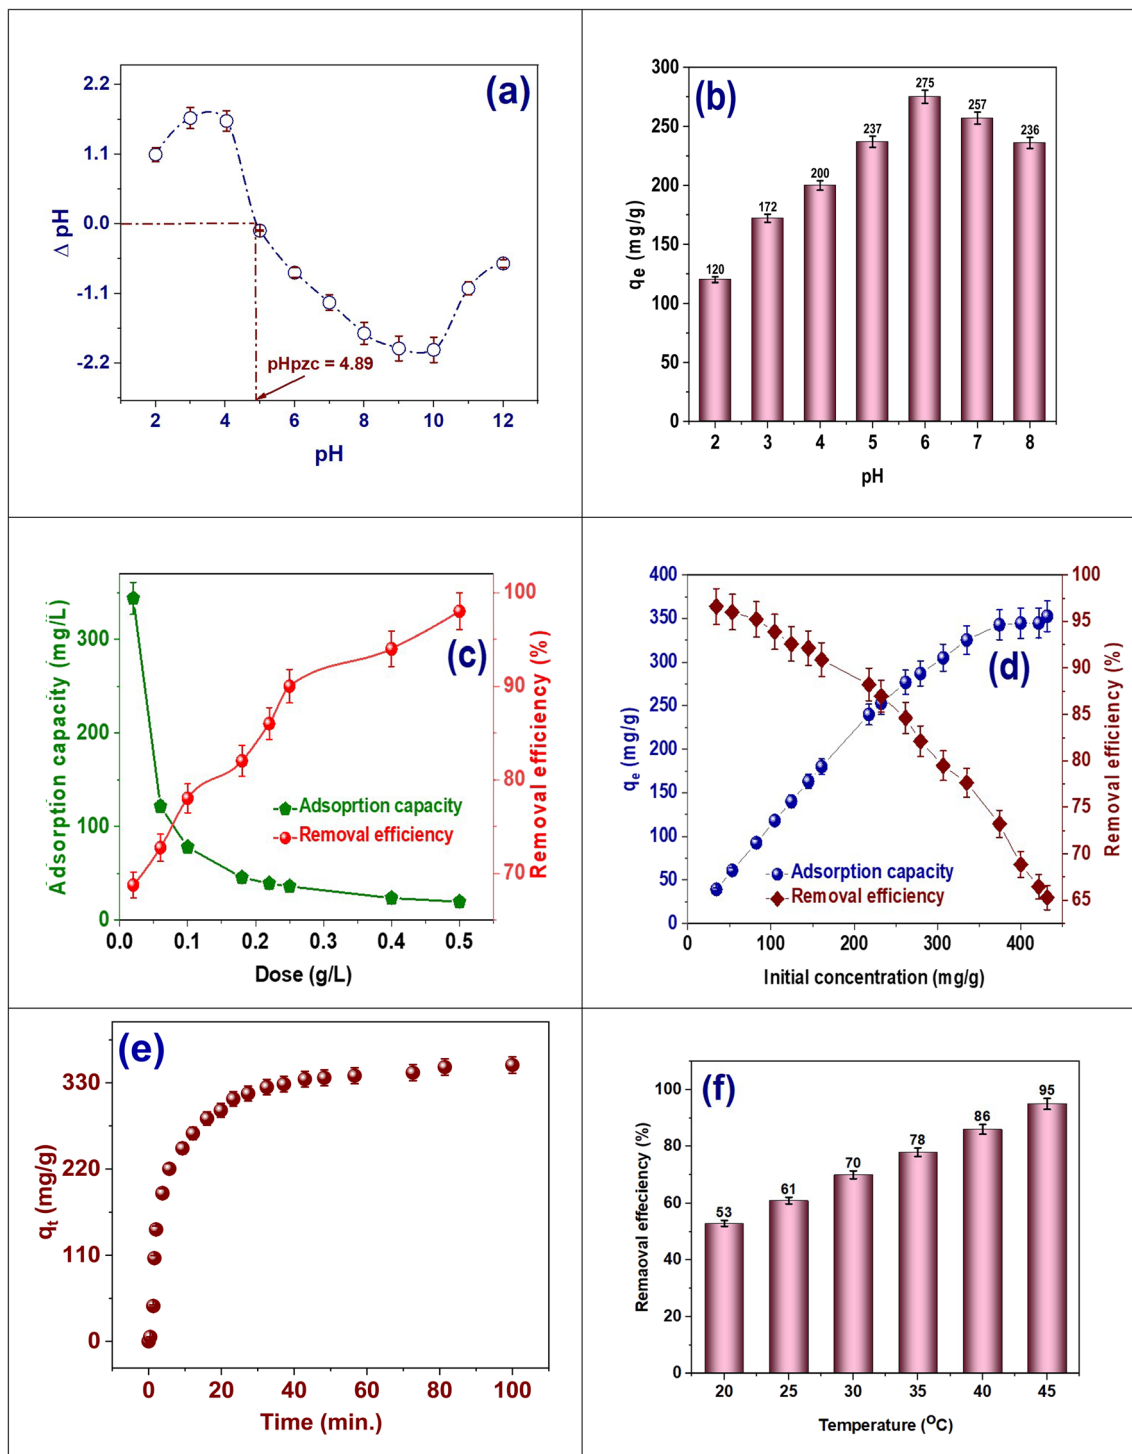 (a)
2.2
1.1
0.0
-1.1
-2.2
Δ pH
pHpzc = 4.89
2 4 6 8 10 12
pH
(b)
300
250
200
150
100
50
0
qe (mg/g)
120 172 200 237 275 257 236
2 3 4 5 6 7 8
pH
(c)
300
200
100
0
Adsorption capacity (mg/L)
100
90
80
70
Removal efficiency (%)
Adsoprtion capacity
Removal efficiency
0.0 0.1 0.2 0.3 0.4 0.5
Dose (g/L)
(d)
400
350
300
250
200
150
100
50
0
qe (mg/g)
100
95
90
85
80
75
70
65
Removal efficiency (%)
Adsorption capacity
Removal efficiency
0 100 200 300 400
Initial concentration (mg/g)
(e)
330
220
110
0
qt (mg/g)
0 20 40 60 80 100
Time (min.)
(f)
100
80
60
40
20
0
Remaoval effeciency (%)
53 61 70 78 86 95
20 25 30 35 40 45
Temperature (OC)